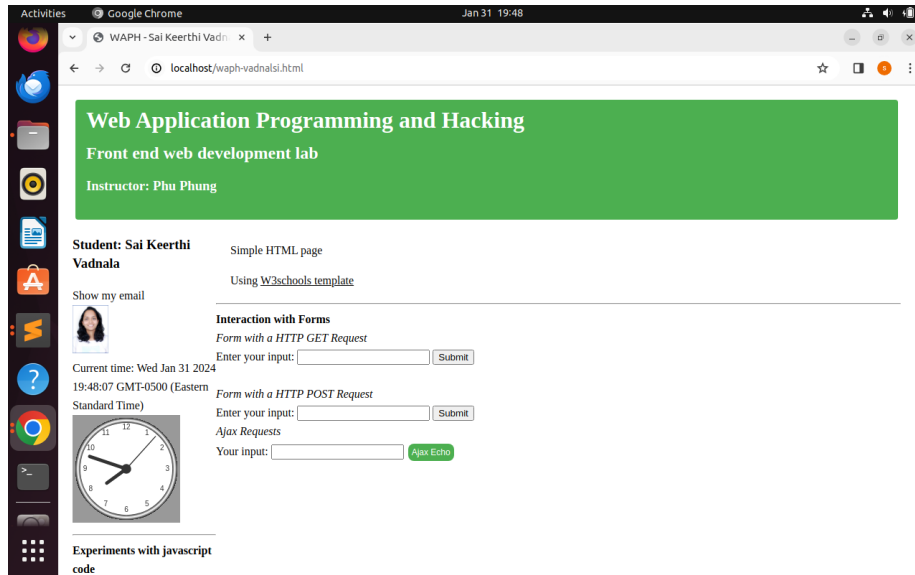 Activities
Google Chrome
Jan 31 19:48
WAPH - Sai Keerthi Vadn
localhost/waph-vadnalsi.html
S
Web Application Programming and Hacking
Front end web development lab
Instructor: Phu Phung
Student: Sai Keerthi
Vadnala
Show my email
Current time: Wed Jan 31 2024
19:48:07 GMT-0500 (Eastern
Standard Time)
12
1
2
3
4
5
6
7
8
9
10
11
Experiments with javascript
code
Simple HTML page
Using W3schools template
Interaction with Forms
Form with a HTTP GET Request
Enter your input: Submit
Form with a HTTP POST Request
Enter your input: Submit
Ajax Requests
Your input: Ajax Echo